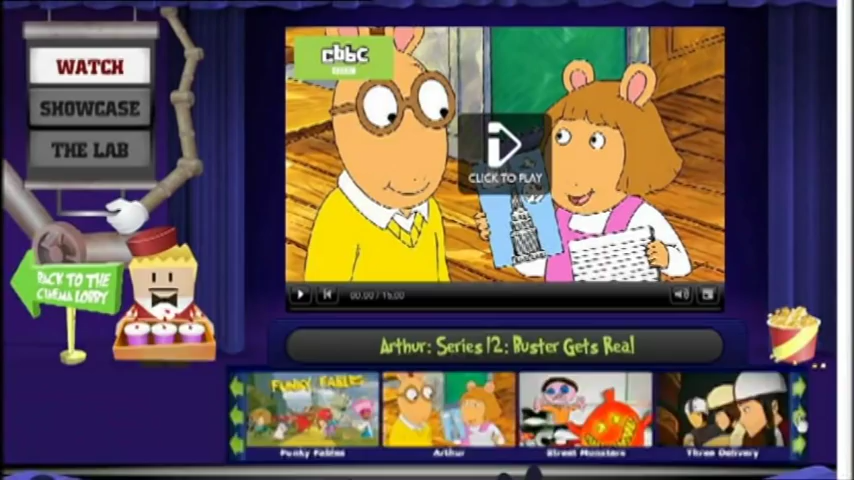 WATCH
SHOWCASE
THE LAB
cbbc
CLICK TO PLAY
BACK TO THE
CINEMA LOBBY
00:00 / 15:00
Arthur: Series 12: Buster Gets Real
FUNKY FABLES
Funky Fables
Arthur
Street Monsters
Three Delivery